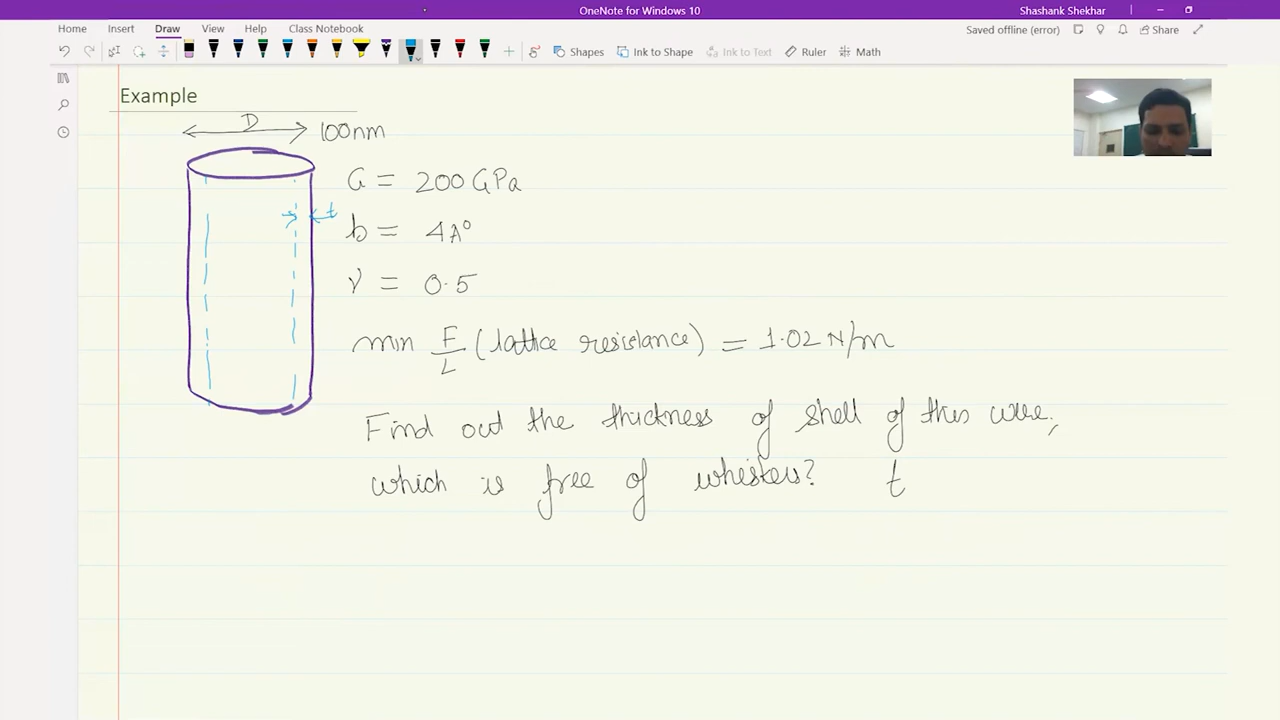 OneNote for Windows 10
Shashank Shekhar
Home Insert Draw View Help Class Notebook
Saved offline (error) Share
Shapes Ink to Shape Ink to Text Ruler Math
Example
D 100nm
G = 200 GPa
t
b = 4A°
ν = 0.5
min F/L (lattice resistance) = 1.02 N/m
Find out the thickness of shell of this wire,
which is free of whiskers? t